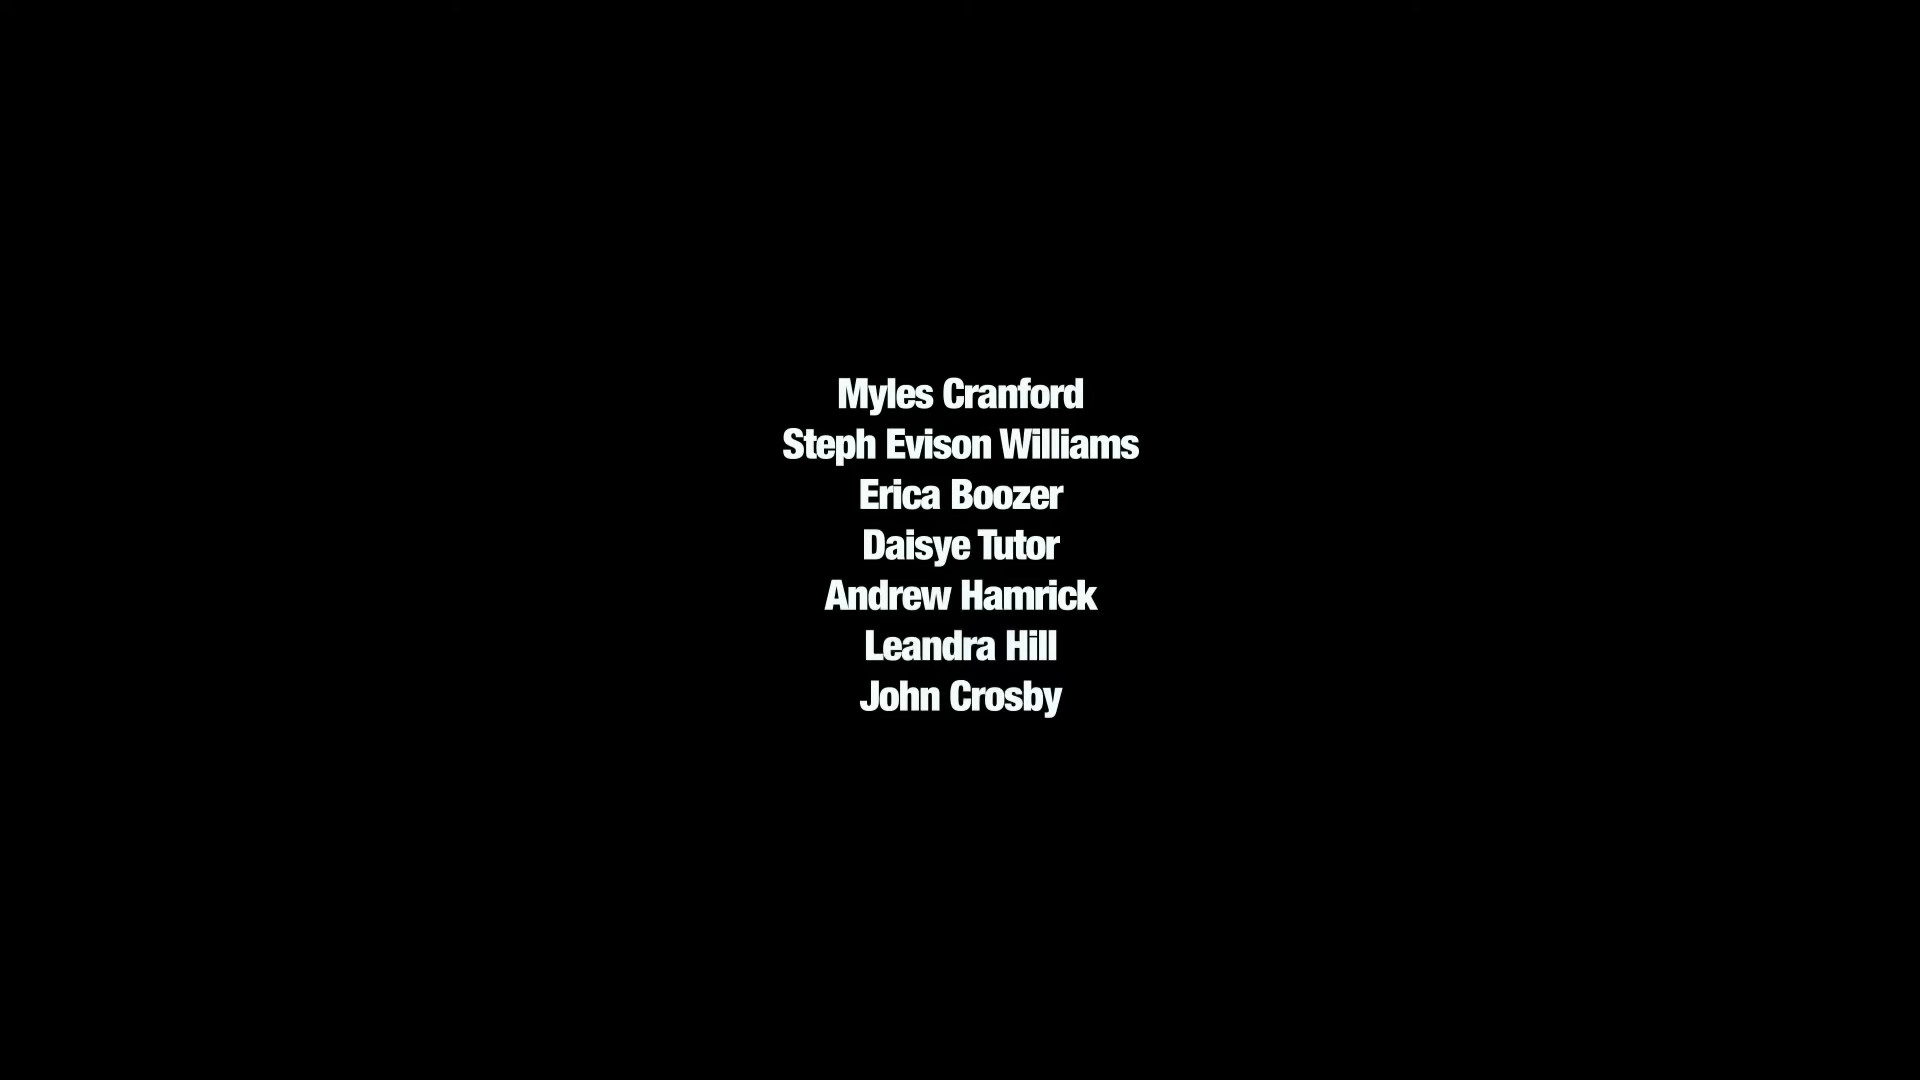 Myles Cranford
Steph Evison Williams
Erica Boozer
Daisye Tutor
Andrew Hamrick
Leandra Hill
John Crosby